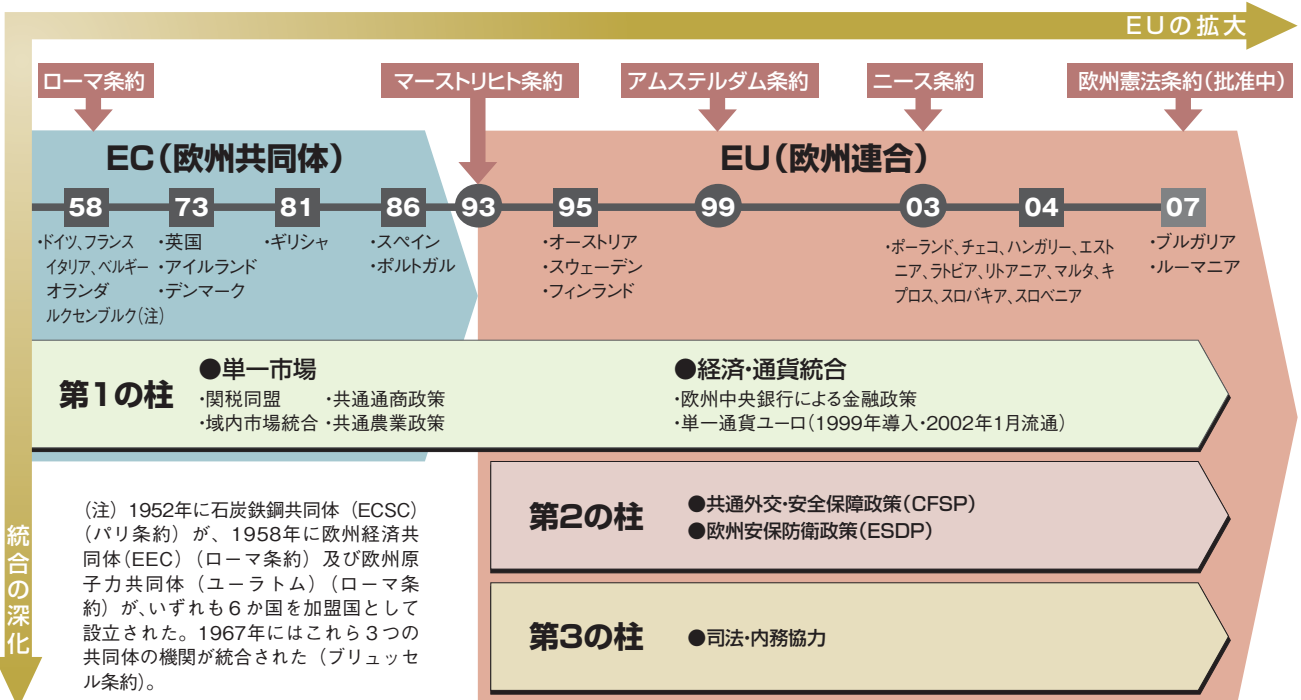 EUの拡大
ローマ条約
マーストリヒト条約
アムステルダム条約
ニース条約
欧州憲法条約(批准中)
EC(欧州共同体)
EU(欧州連合)
58
73
81
86
93
95
99
03
04
07
・ドイツ、フランス
イタリア、ベルギー
オランダ
ルクセンブルク(注)
・英国
・アイルランド
・デンマーク
・ギリシャ
・スペイン
・ポルトガル
・オーストリア
・スウェーデン
・フィンランド
・ポーランド、チェコ、ハンガリー、エスト
ニア、ラトビア、リトアニア、マルタ、キ
プロス、スロバキア、スロベニア
・ブルガリア
・ルーマニア
第1の柱
●単一市場
・関税同盟 ・共通通商政策
・域内市場統合 ・共通農業政策
●経済・通貨統合
・欧州中央銀行による金融政策
・単一通貨ユーロ(1999年導入・2002年1月流通)
第2の柱
●共通外交・安全保障政策(CFSP)
●欧州安保防衛政策(ESDP)
第3の柱
●司法・内務協力
(注)1952年に石炭鉄鋼共同体(ECSC)
(パリ条約)が、1958年に欧州経済共
同体(EEC)(ローマ条約)及び欧州原
子力共同体(ユーラトム)(ローマ条
約)が、いずれも6か国を加盟国として
設立された。1967年にはこれら3つの
共同体の機関が統合された(ブリュッセ
ル条約)。
統合の深化